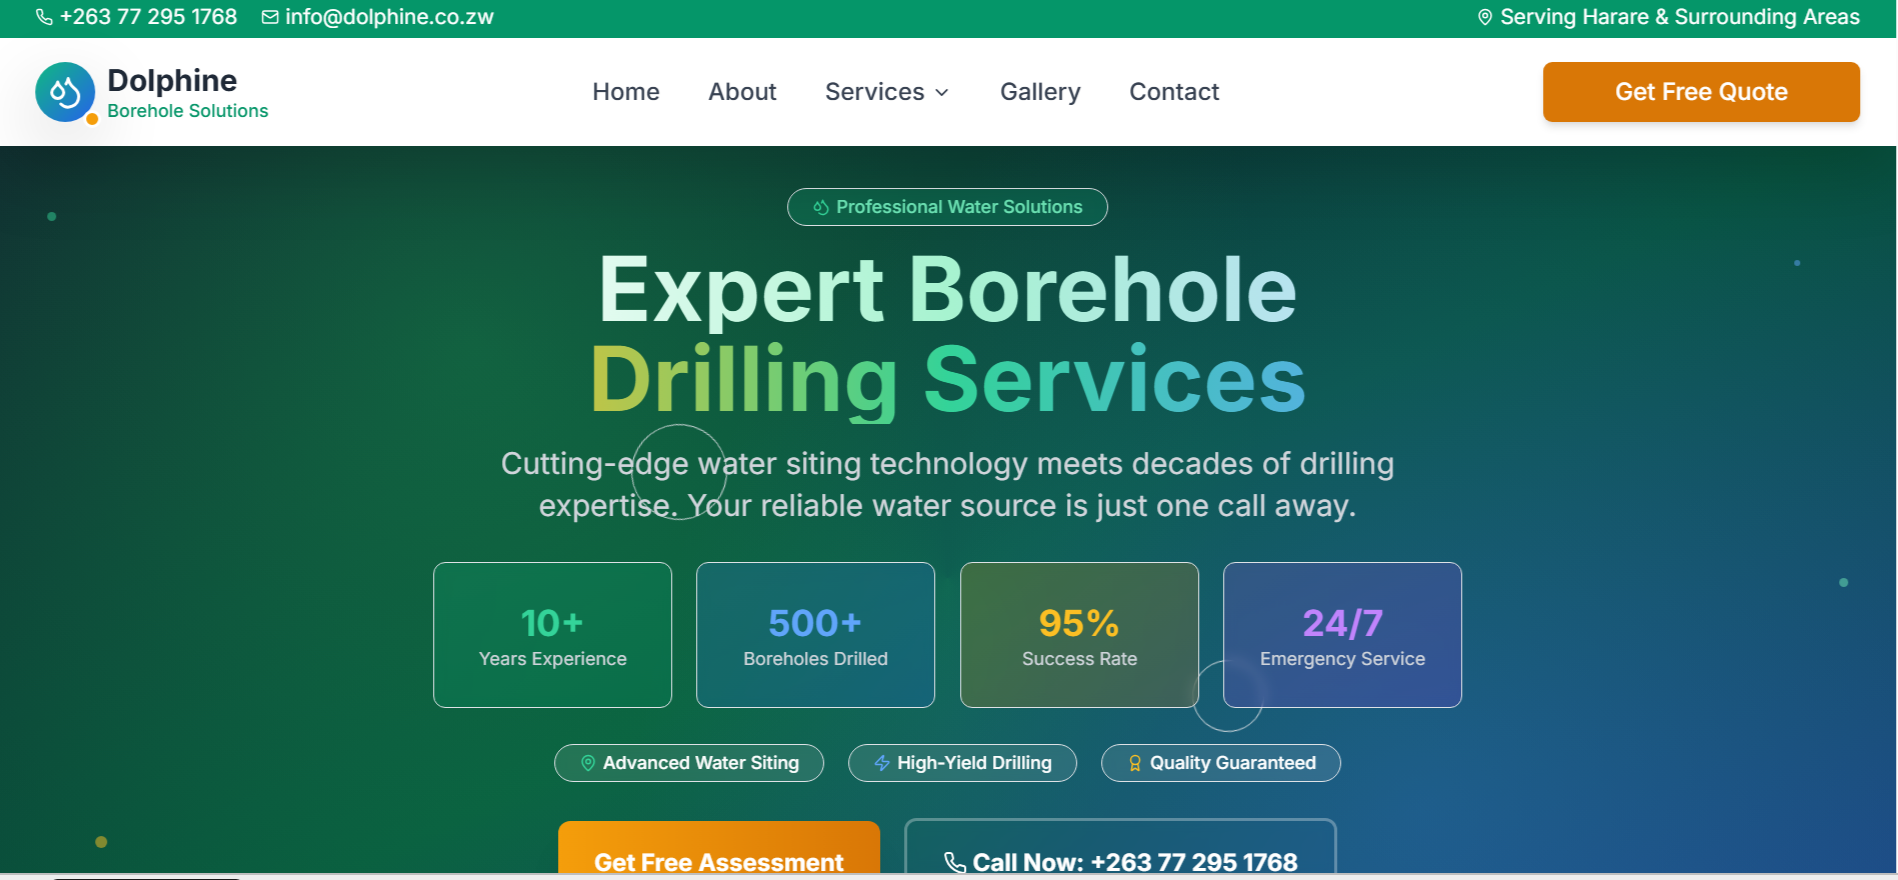 +263 77 295 1768
info@dolphine.co.zw
Serving Harare & Surrounding Areas
Dolphine
Borehole Solutions
Home
About
Services
Gallery
Contact
Get Free Quote
Professional Water Solutions
Expert Borehole
Drilling Services
Cutting-edge water siting technology meets decades of drilling
expertise. Your reliable water source is just one call away.
10+
Years Experience
500+
Boreholes Drilled
95%
Success Rate
24/7
Emergency Service
Advanced Water Siting
High-Yield Drilling
Quality Guaranteed
Get Free Assessment
Call Now: +263 77 295 1768